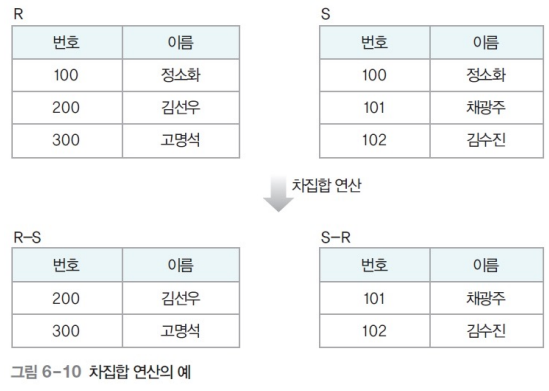 R S
번호 이름 번호 이름
100 정소화 100 정소화
200 김선우 101 채광주
300 고명석 102 김수진
차집합 연산
R-S S-R
번호 이름 번호 이름
200 김선우 101 채광주
300 고명석 102 김수진
그림 6-10 차집합 연산의 예